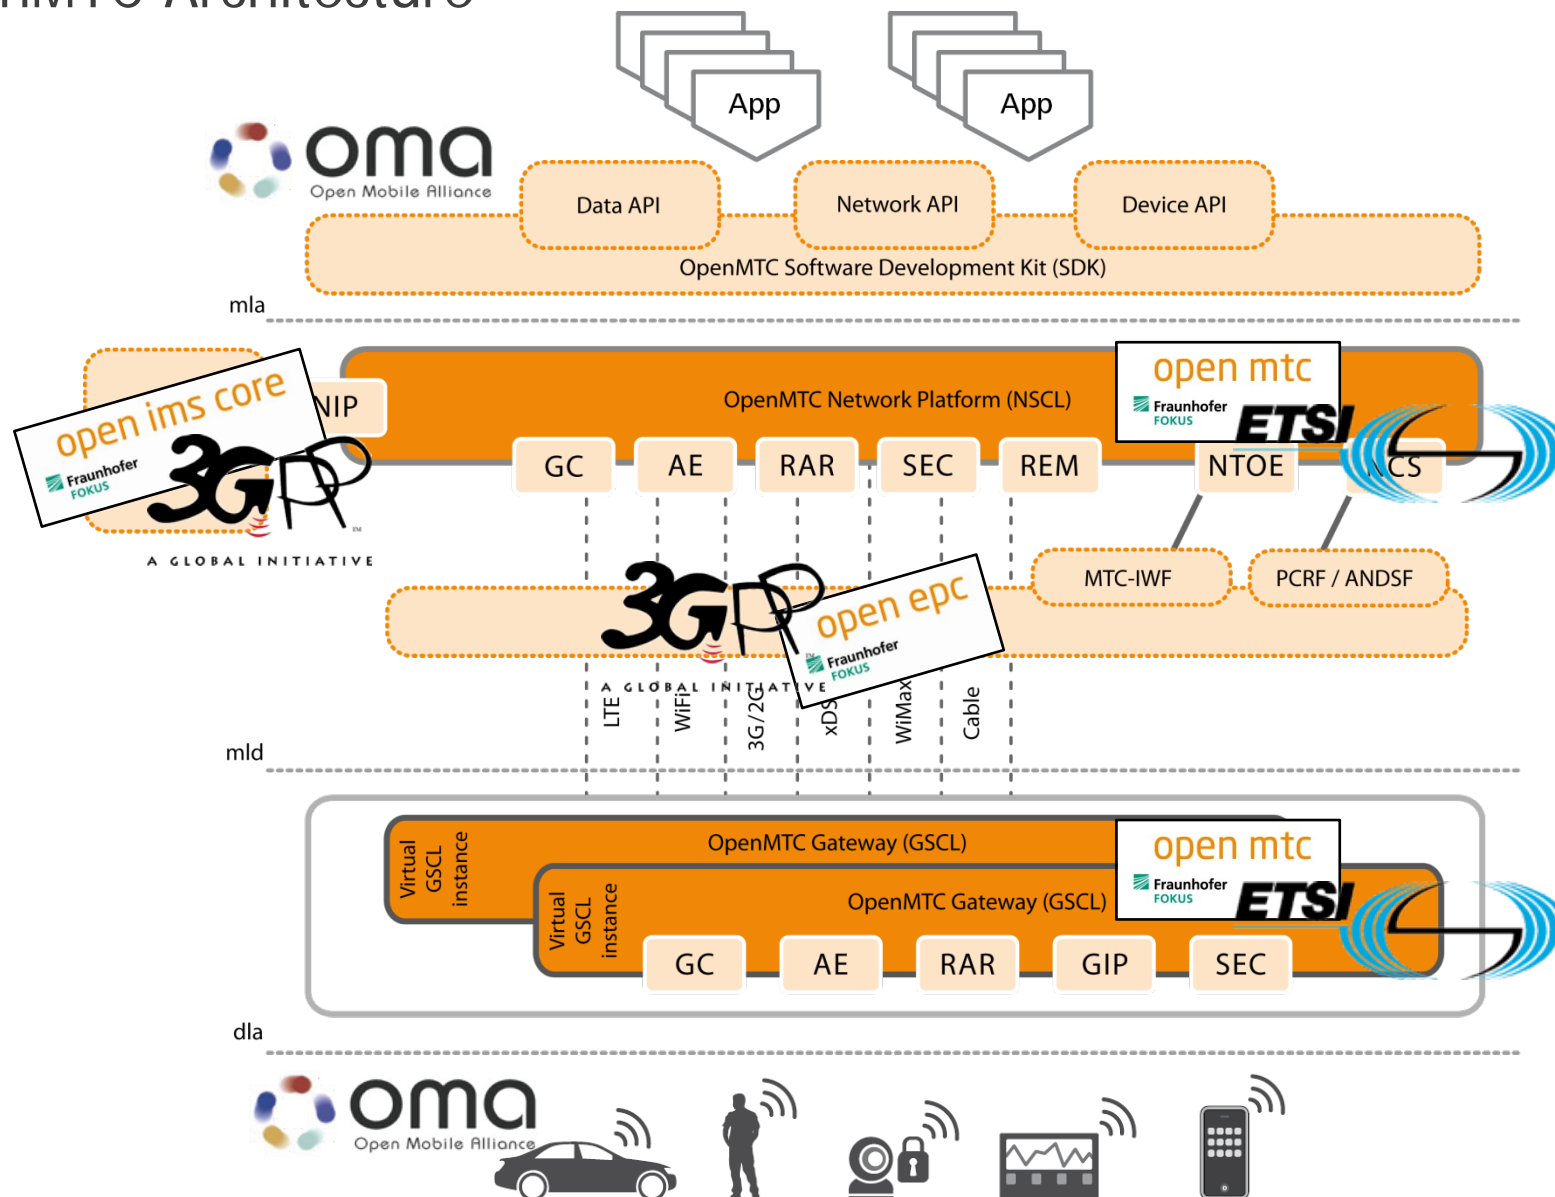 App
App
oma
Open Mobile Alliance
Data API
Network API
Device API
OpenMTC Software Development Kit (SDK)
mla
open ims core
Fraunhofer
FOKUS
NIP
OpenMTC Network Platform (NSCL)
open mtc
Fraunhofer
FOKUS
ETSI
3GPP
TM
A GLOBAL INITIATIVE
GC
AE
RAR
SEC
REM
NTOE
MTC-IWF
PCRF / ANDSF
3GPP
TM
A GLOBAL INITIATIVE
open epc
Fraunhofer
FOKUS
LTE
WiFi
3G/2G
WiMax
Cable
mld
Virtual
GSCL
instance
OpenMTC Gateway (GSCL)
open mtc
Fraunhofer
FOKUS
ETSI
Virtual
GSCL
instance
OpenMTC Gateway (GSCL)
GC
AE
RAR
GIP
SEC
dla
oma
Open Mobile Alliance